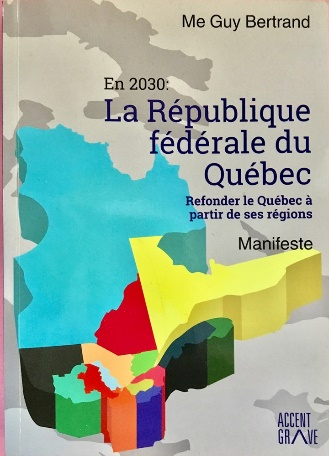 Me Guy Bertrand
En 2030:
La République
fédérale du
Québec
Refonder le Québec à
partir de ses régions
Manifeste
ACCENT
GRAVE